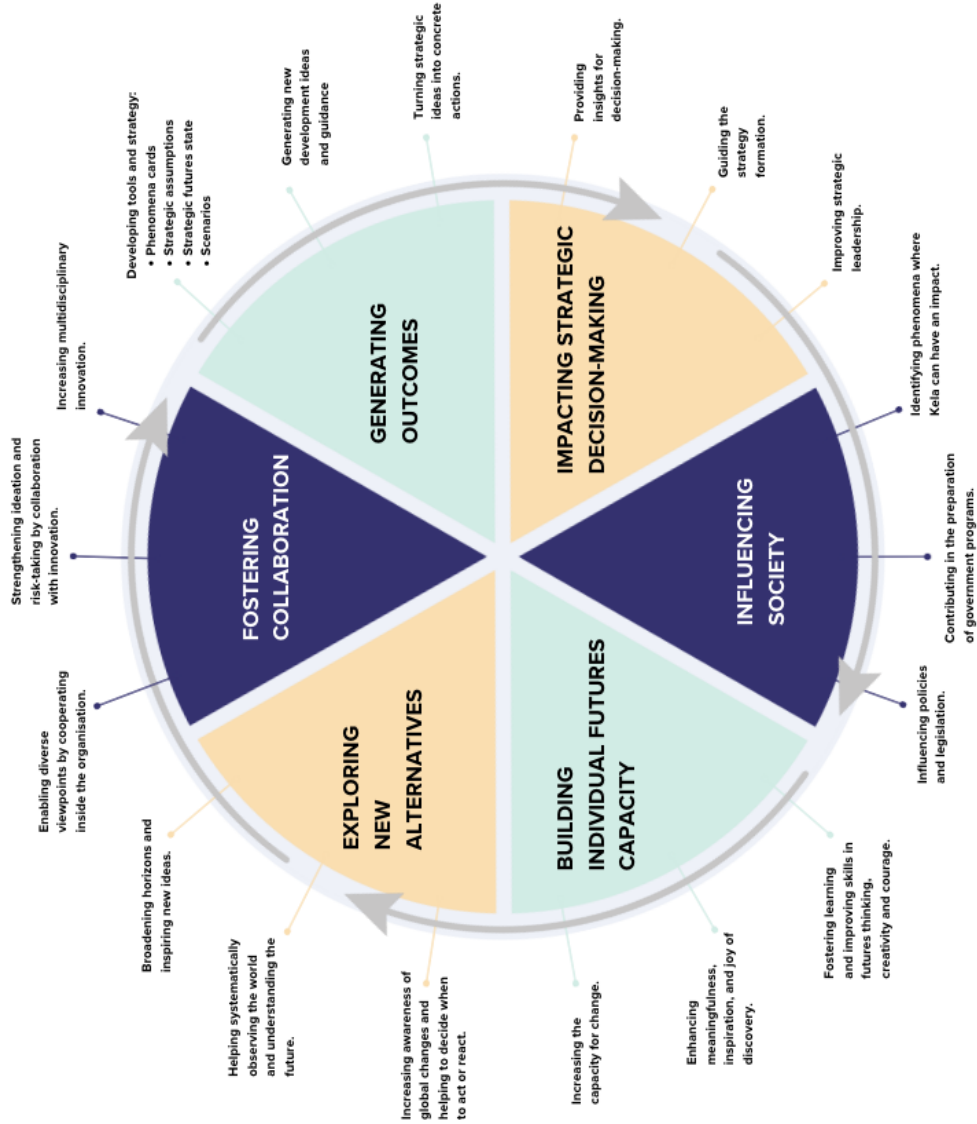 EXPLORING
NEW
ALTERNATIVES
Increasing awareness of
global changes and
helping to decide when
to act or react.
Helping systematically
observing the world
and understanding the
future.
Broadening horizons and
inspiring new ideas.
FOSTERING
COLLABORATION
Enabling diverse
viewpoints by cooperating
inside the organisation.
Strengthening ideation and
risk-taking by collaboration
with innovation.
Increasing multidisciplinary
innovation.
GENERATING
OUTCOMES
Developing tools and strategy:
• Phenomena cards
• Strategic assumptions
• Strategic futures state
• Scenarios
Generating new
development ideas
and guidance
Turning strategic
ideas into concrete
actions.
IMPACTING STRATEGIC
DECISION-MAKING
Providing
insights for
decision-making.
Guiding the
strategy
formation.
Improving strategic
leadership.
INFLUENCING
SOCIETY
Identifying phenomena where
Kela can have an impact.
Contributing in the preparation
of government programs.
Influencing policies
and legislation.
BUILDING
INDIVIDUAL FUTURES
CAPACITY
Fostering learning
and improving skills in
futures thinking,
creativity and courage.
Enhancing
meaningfulness,
inspiration, and joy of
discovery.
Increasing the
capacity for change.